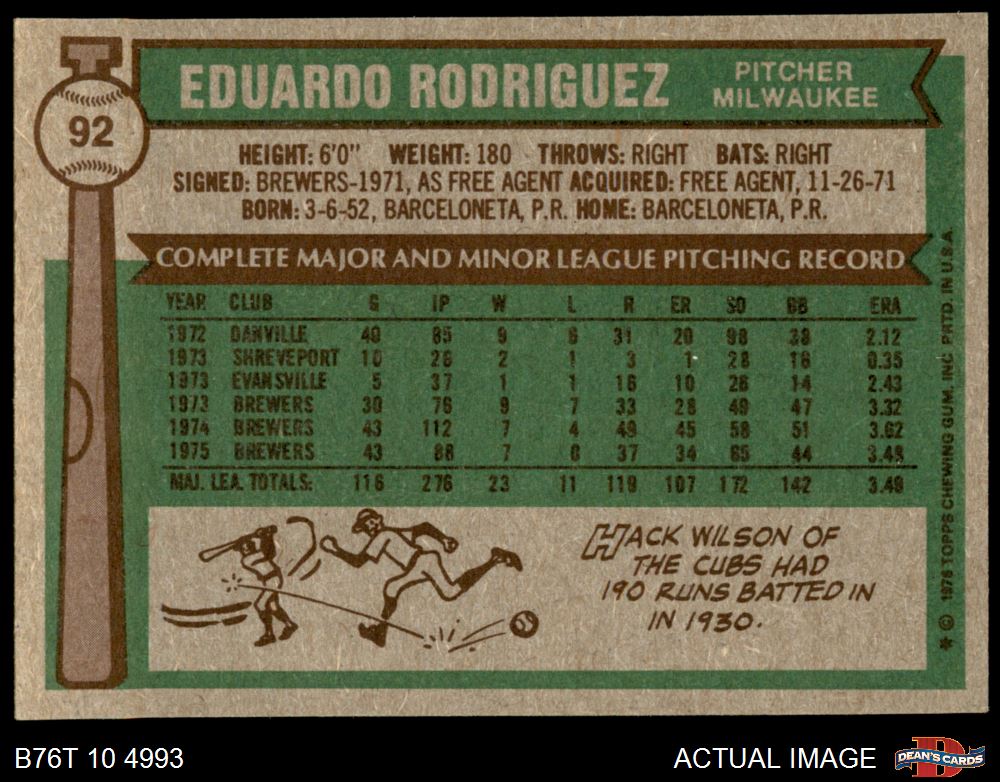 92
EDUARDO RODRIGUEZ
PITCHER
MILWAUKEE
HEIGHT: 6'0" WEIGHT: 180 THROWS: RIGHT BATS: RIGHT
SIGNED: BREWERS-1971, AS FREE AGENT ACQUIRED: FREE AGENT, 11-26-71
BORN: 3-6-52, BARCELONETA, P.R. HOME: BARCELONETA, P.R.
COMPLETE MAJOR AND MINOR LEAGUE PITCHING RECORD
YEAR CLUB G IP W L R ER SO BB ERA
1972 DANVILLE 40 85 9 6 31 20 98 38 2.12
1973 SHREVEPORT 10 26 2 1 3 1 28 16 0.35
1973 EVANSVILLE 5 37 1 1 16 10 26 14 2.43
1973 BREWERS 30 76 9 7 33 28 49 47 3.32
1974 BREWERS 43 112 7 4 49 45 58 51 3.62
1975 BREWERS 43 88 7 0 37 34 65 44 3.48
MAJ. LEA. TOTALS: 116 276 23 11 119 107 172 142 3.49
HACK WILSON OF
THE CUBS HAD
190 RUNS BATTED IN
IN 1930.
* © 1976 TOPPS CHEWING GUM, INC. PRTD. IN U.S.A.
B76T 10 4993
ACTUAL IMAGE
D
DEAN'S CARDS